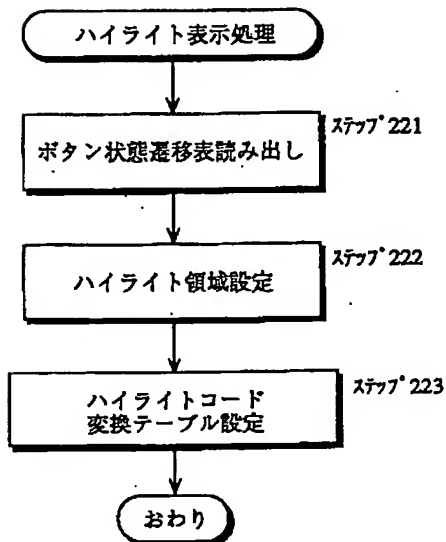 ハイライト表示処理
ステップ221
ボタン状態遷移表読み出し
ステップ222
ハイライト領域設定
ステップ223
ハイライトコード
変換テーブル設定
おわり